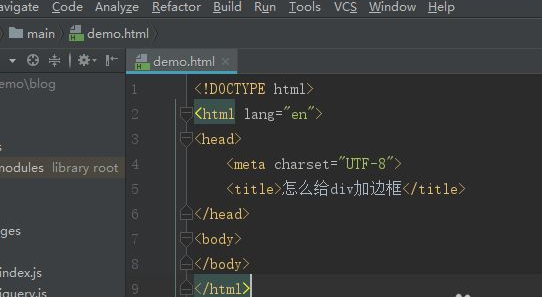 avigate Code Analyze Refactor Build Run Tools VCS Window Help
main demo.html
demo.html
emo\blog
s
modules library root
ges
index.js
jquery.js
1 <!DOCTYPE html>
2 <html lang="en">
3 <head>
4 <meta charset="UTF-8">
5 <title>怎么给div加边框</title>
6 </head>
7 <body>
8 </body>
9 </html>